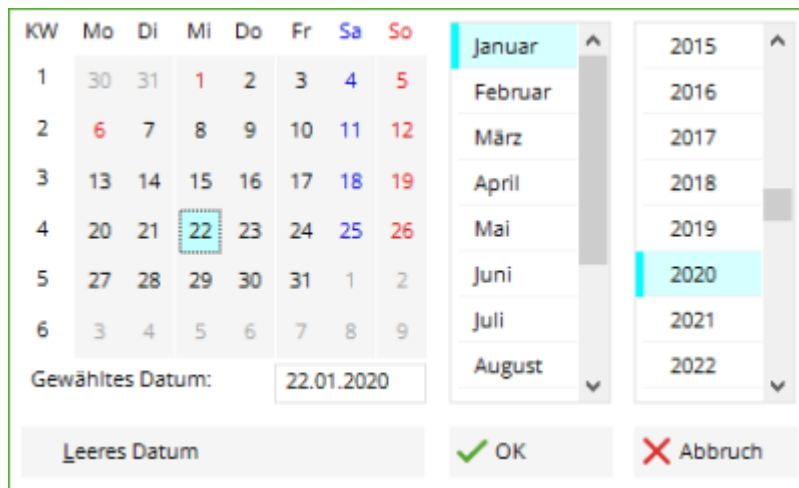 KW Mo Di Mi Do Fr Sa So
1 30 31 1 2 3 4 5
2 6 7 8 9 10 11 12
3 13 14 15 16 17 18 19
4 20 21 22 23 24 25 26
5 27 28 29 30 31 1 2
6 3 4 5 6 7 8 9
Gewähltes Datum: 22.01.2020
Leeres Datum
Januar
Februar
März
April
Mai
Juni
Juli
August
OK
2015
2016
2017
2018
2019
2020
2021
2022
Abbruch